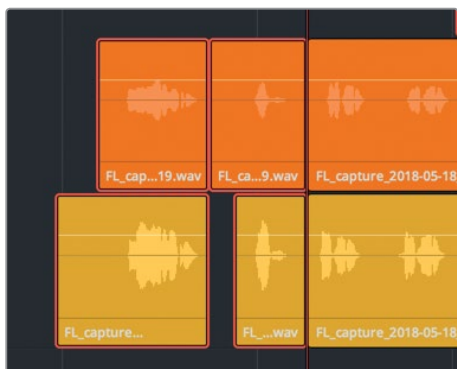 FL_cap...19.wav
FL_ca...9.wav
FL_capture_2018-05-18
FL_capture...
FL_...wav
FL_capture_2018-05-18